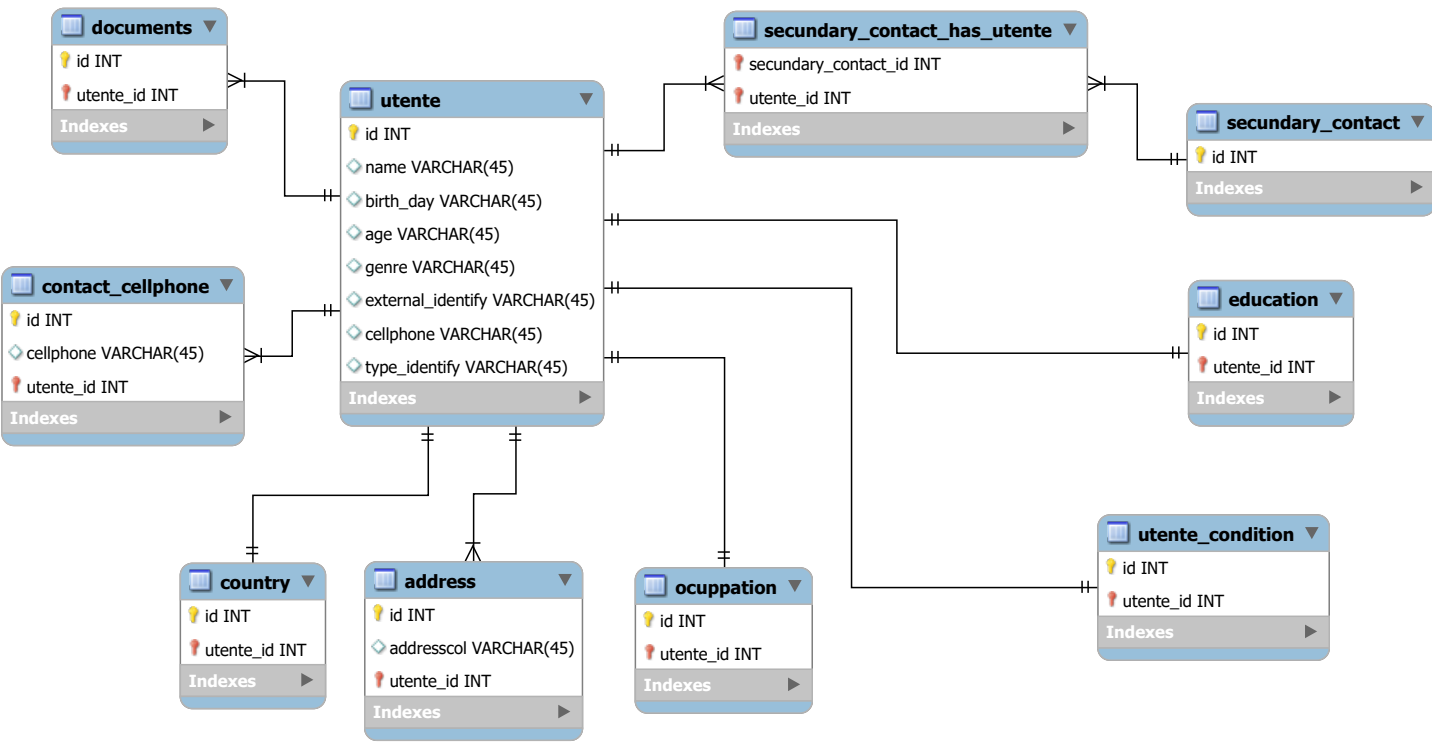 documents
id INT
utente_id INT
Indexes
utente
id INT
name VARCHAR(45)
birth_day VARCHAR(45)
age VARCHAR(45)
genre VARCHAR(45)
external_identify VARCHAR(45)
cellphone VARCHAR(45)
type_identify VARCHAR(45)
Indexes
secundary_contact_has_utente
secundary_contact_id INT
utente_id INT
Indexes
secundary_contact
id INT
Indexes
contact_cellphone
id INT
cellphone VARCHAR(45)
utente_id INT
Indexes
education
id INT
utente_id INT
Indexes
country
id INT
utente_id INT
Indexes
address
id INT
addresscol VARCHAR(45)
utente_id INT
Indexes
ocuppation
id INT
utente_id INT
Indexes
utente_condition
id INT
utente_id INT
Indexes